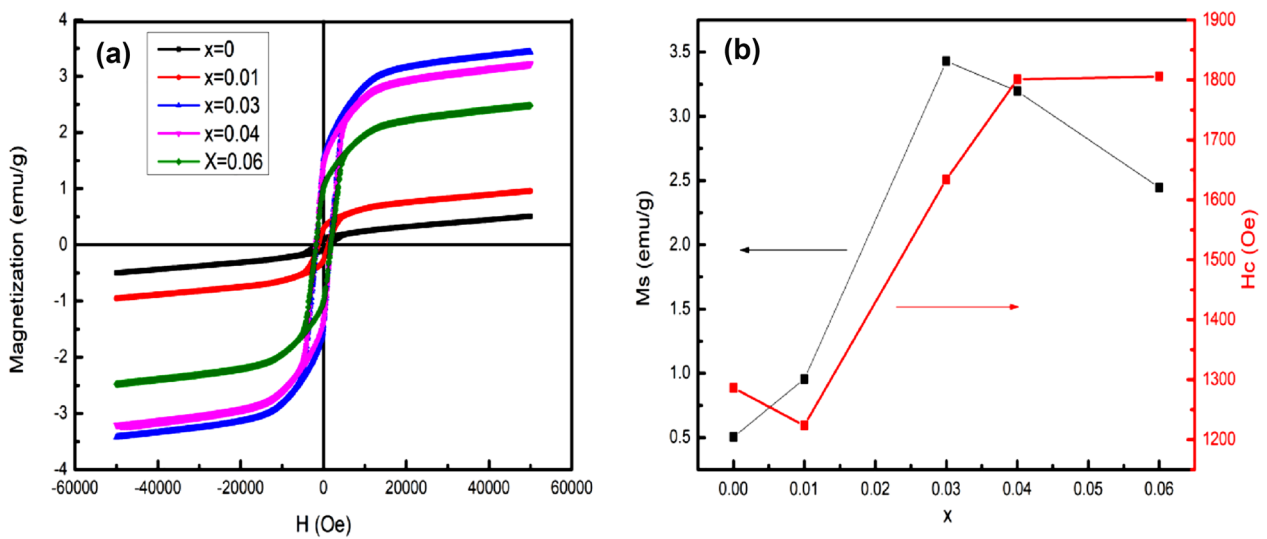 (a)
x=0
x=0.01
x=0.03
x=0.04
X=0.06
4
3
2
1
0
-1
-2
-3
-4
Magnetization (emu/g)
-60000 -40000 -20000 0 20000 40000 60000
H (Oe)
(b)
3.5
3.0
2.5
2.0
1.5
1.0
0.5
Ms (emu/g)
1900
1800
1700
1600
1500
1400
1300
1200
Hc (Oe)
0.00 0.01 0.02 0.03 0.04 0.05 0.06
x